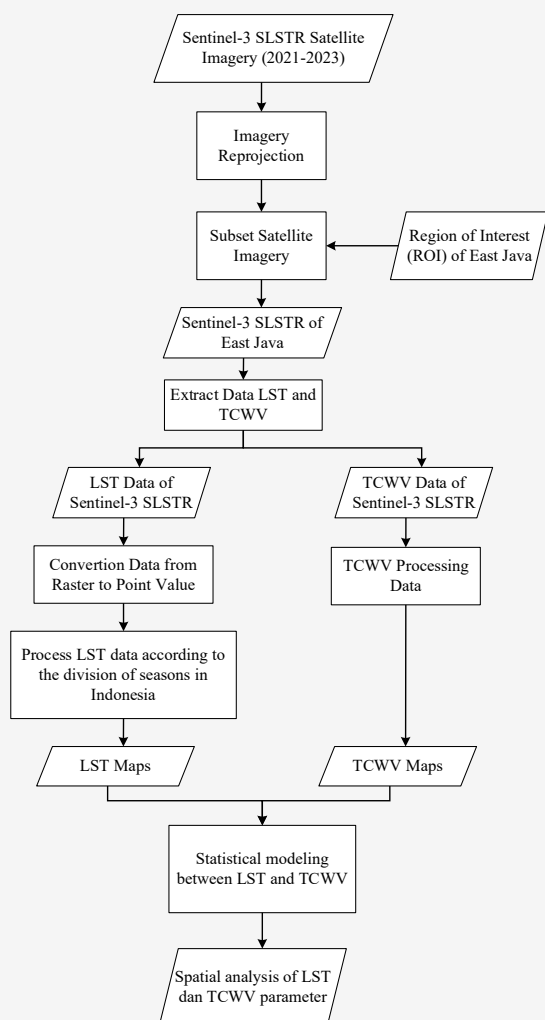 Sentinel-3 SLSTR Satellite
Imagery (2021-2023)
Imagery
Reprojection
Subset Satellite
Imagery
Region of Interest
(ROI) of East Java
Sentinel-3 SLSTR of
East Java
Extract Data LST and
TCWV
LST Data of
Sentinel-3 SLSTR
TCWV Data of
Sentinel-3 SLSTR
Convertion Data from
Raster to Point Value
TCWV Processing
Data
Process LST data according to
the division of seasons in
Indonesia
LST Maps
TCWV Maps
Statistical modeling
between LST and TCWV
Spatial analysis of LST
dan TCWV parameter